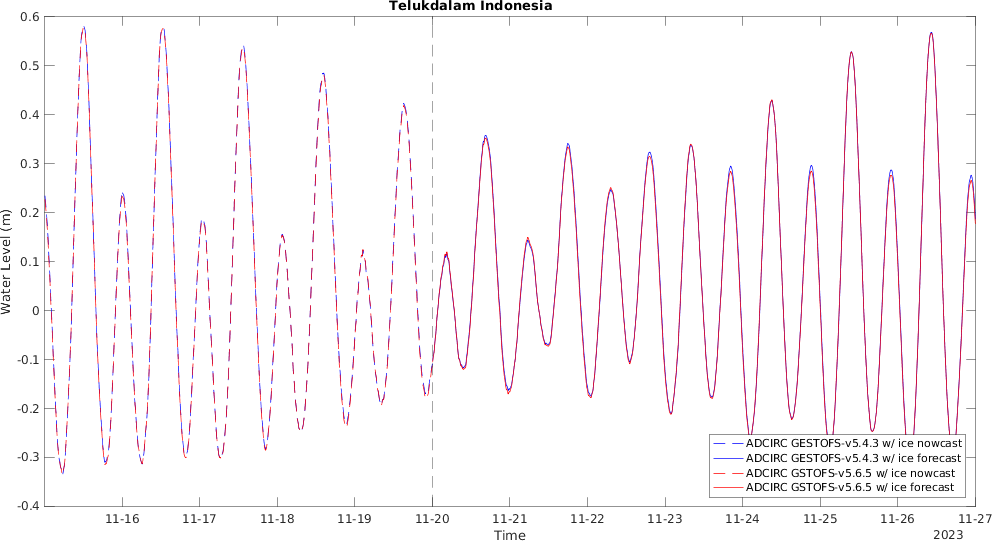 Telukdalam Indonesia
0.6
0.5
0.4
0.3
0.2
0.1
0
-0.1
-0.2
-0.3
-0.4
Water Level (m)
ADCIRC GESTOFS-v5.4.3 w/ ice nowcast
ADCIRC GESTOFS-v5.4.3 w/ ice forecast
ADCIRC GSTOFS-v5.6.5 w/ ice nowcast
ADCIRC GSTOFS-v5.6.5 w/ ice forecast
11-16 11-17 11-18 11-19 11-20 11-21 11-22 11-23 11-24 11-25 11-26 11-27
Time
2023